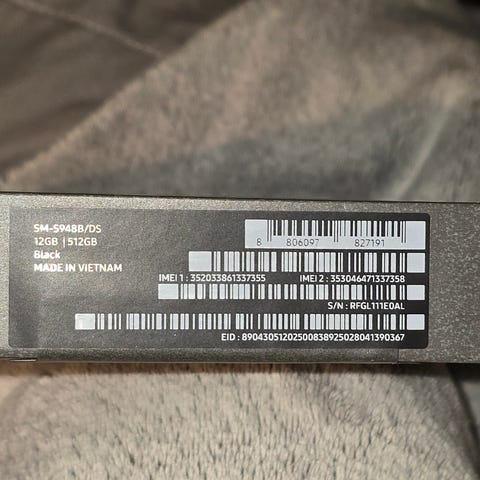 SM-S948B/DS
12GB | 512GB
Black
MADE IN VIETNAM
8 806097 827191
IMEI 1 : 352033861337355 IMEI 2 : 353046471337358
S/N : RFGL111E0AL
EID : 89043051202500838925028041390367